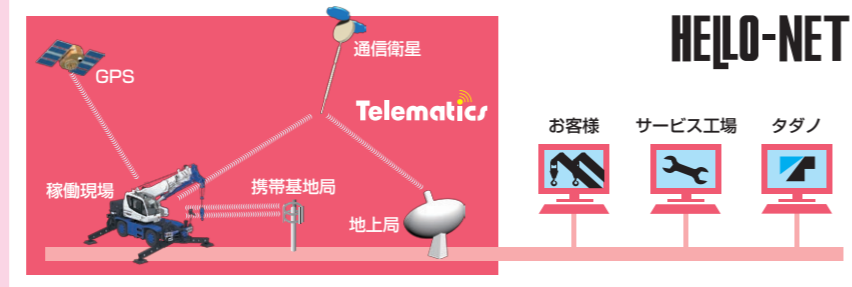 HELLO-NET
通信衛星
GPS
Telematics
お客様
サービス工場
タダノ
稼働現場
携帯基地局
地上局